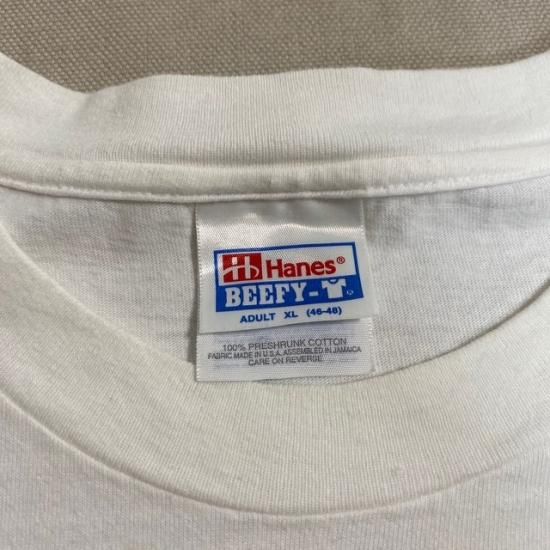 Hanes®
BEEFY-T®
ADULT XL (46-48)
100% PRESHRUNK COTTON
FABRIC MADE IN U.S.A. ASSEMBLED IN JAMAICA
CARE ON REVERSE